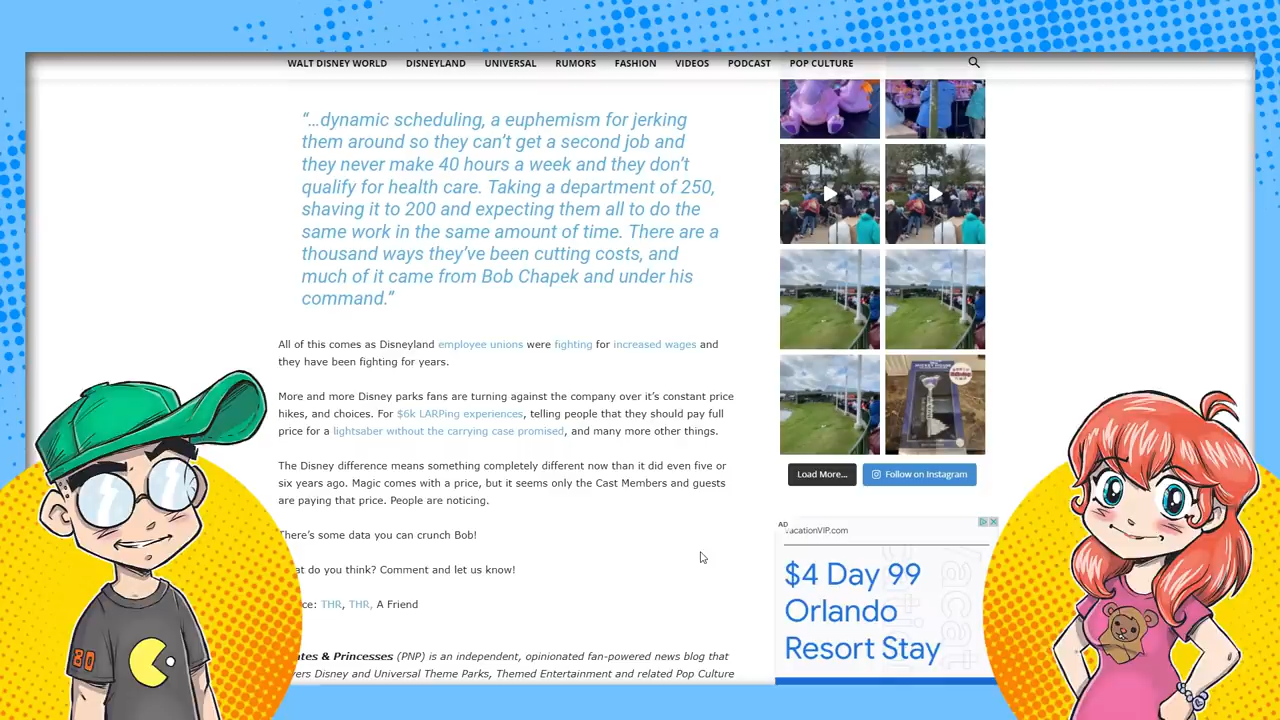 WALT DISNEY WORLD DISNEYLAND UNIVERSAL RUMORS FASHION VIDEOS PODCAST POP CULTURE
“...dynamic scheduling, a euphemism for jerking
them around so they can’t get a second job and
they never make 40 hours a week and they don’t
qualify for health care. Taking a department of 250,
shaving it to 200 and expecting them all to do the
same work in the same amount of time. There are a
thousand ways they’ve been cutting costs, and
much of it came from Bob Chapek and under his
command.”
All of this comes as Disneyland employee unions were fighting for increased wages and
they have been fighting for years.
More and more Disney parks fans are turning against the company over it’s constant price
hikes, and choices. For $6k LARPing experiences, telling people that they should pay full
price for a lightsaber without the carrying case promised, and many more other things.
The Disney difference means something completely different now than it did even five or
six years ago. Magic comes with a price, but it seems only the Cast Members and guests
are paying that price. People are noticing.
There’s some data you can crunch Bob!
at do you think? Comment and let us know!
ce: THR, THR, A Friend
ates & Princesses (PNP) is an independent, opinionated fan-powered news blog that
ers Disney and Universal Theme Parks, Themed Entertainment and related Pop Culture
Load More...
Follow on Instagram
AD
vacationVIP.com
$4 Day 99
Orlando
Resort Stay
80